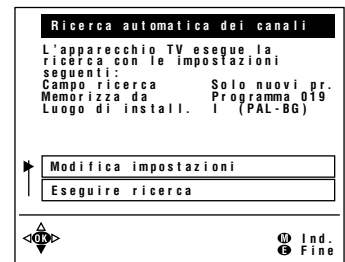 Ricerca automatica dei canali
L'apparecchio TV esegue la
ricerca con le impostazioni
seguenti:
Campo ricerca Solo nuovi pr.
Memorizza da Programma 019
Luogo di install. I (PAL-BG)
Modifica impostazioni
Eseguire ricerca
OK
M Ind.
E Fine